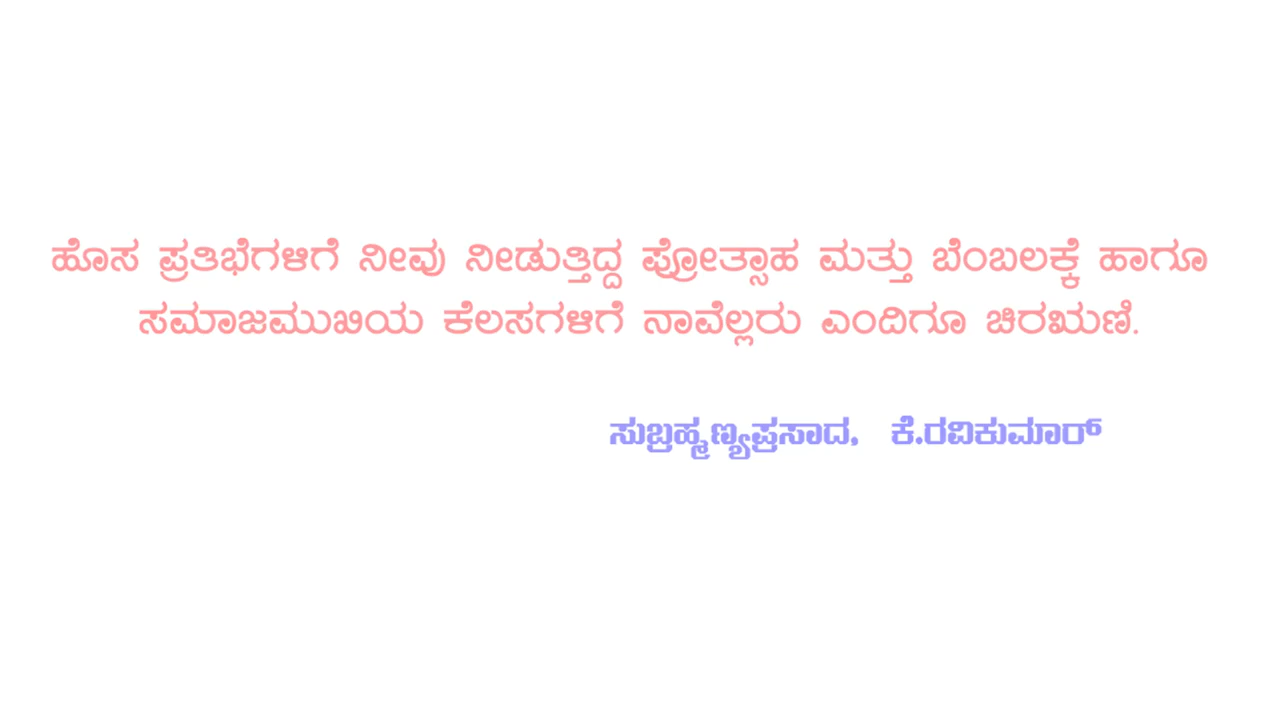 ಹೊಸ ಪ್ರತಿಭೆಗಳಿಗೆ ನೀವು ನೀಡುತ್ತಿದ್ದ ಪ್ರೋತ್ಸಾಹ ಮತ್ತು ಬೆಂಬಲಕ್ಕೆ ಹಾಗೂ
ಸಮಾಜಮುಖಿಯ ಕೆಲಸಗಳಿಗೆ ನಾವೆಲ್ಲರು ಎಂದಿಗೂ ಚಿರಋಣಿ.
ಸುಬ್ರಹ್ಮಣ್ಯಪ್ರಸಾದ, ಕೆ.ರವಿಕುಮಾರ್